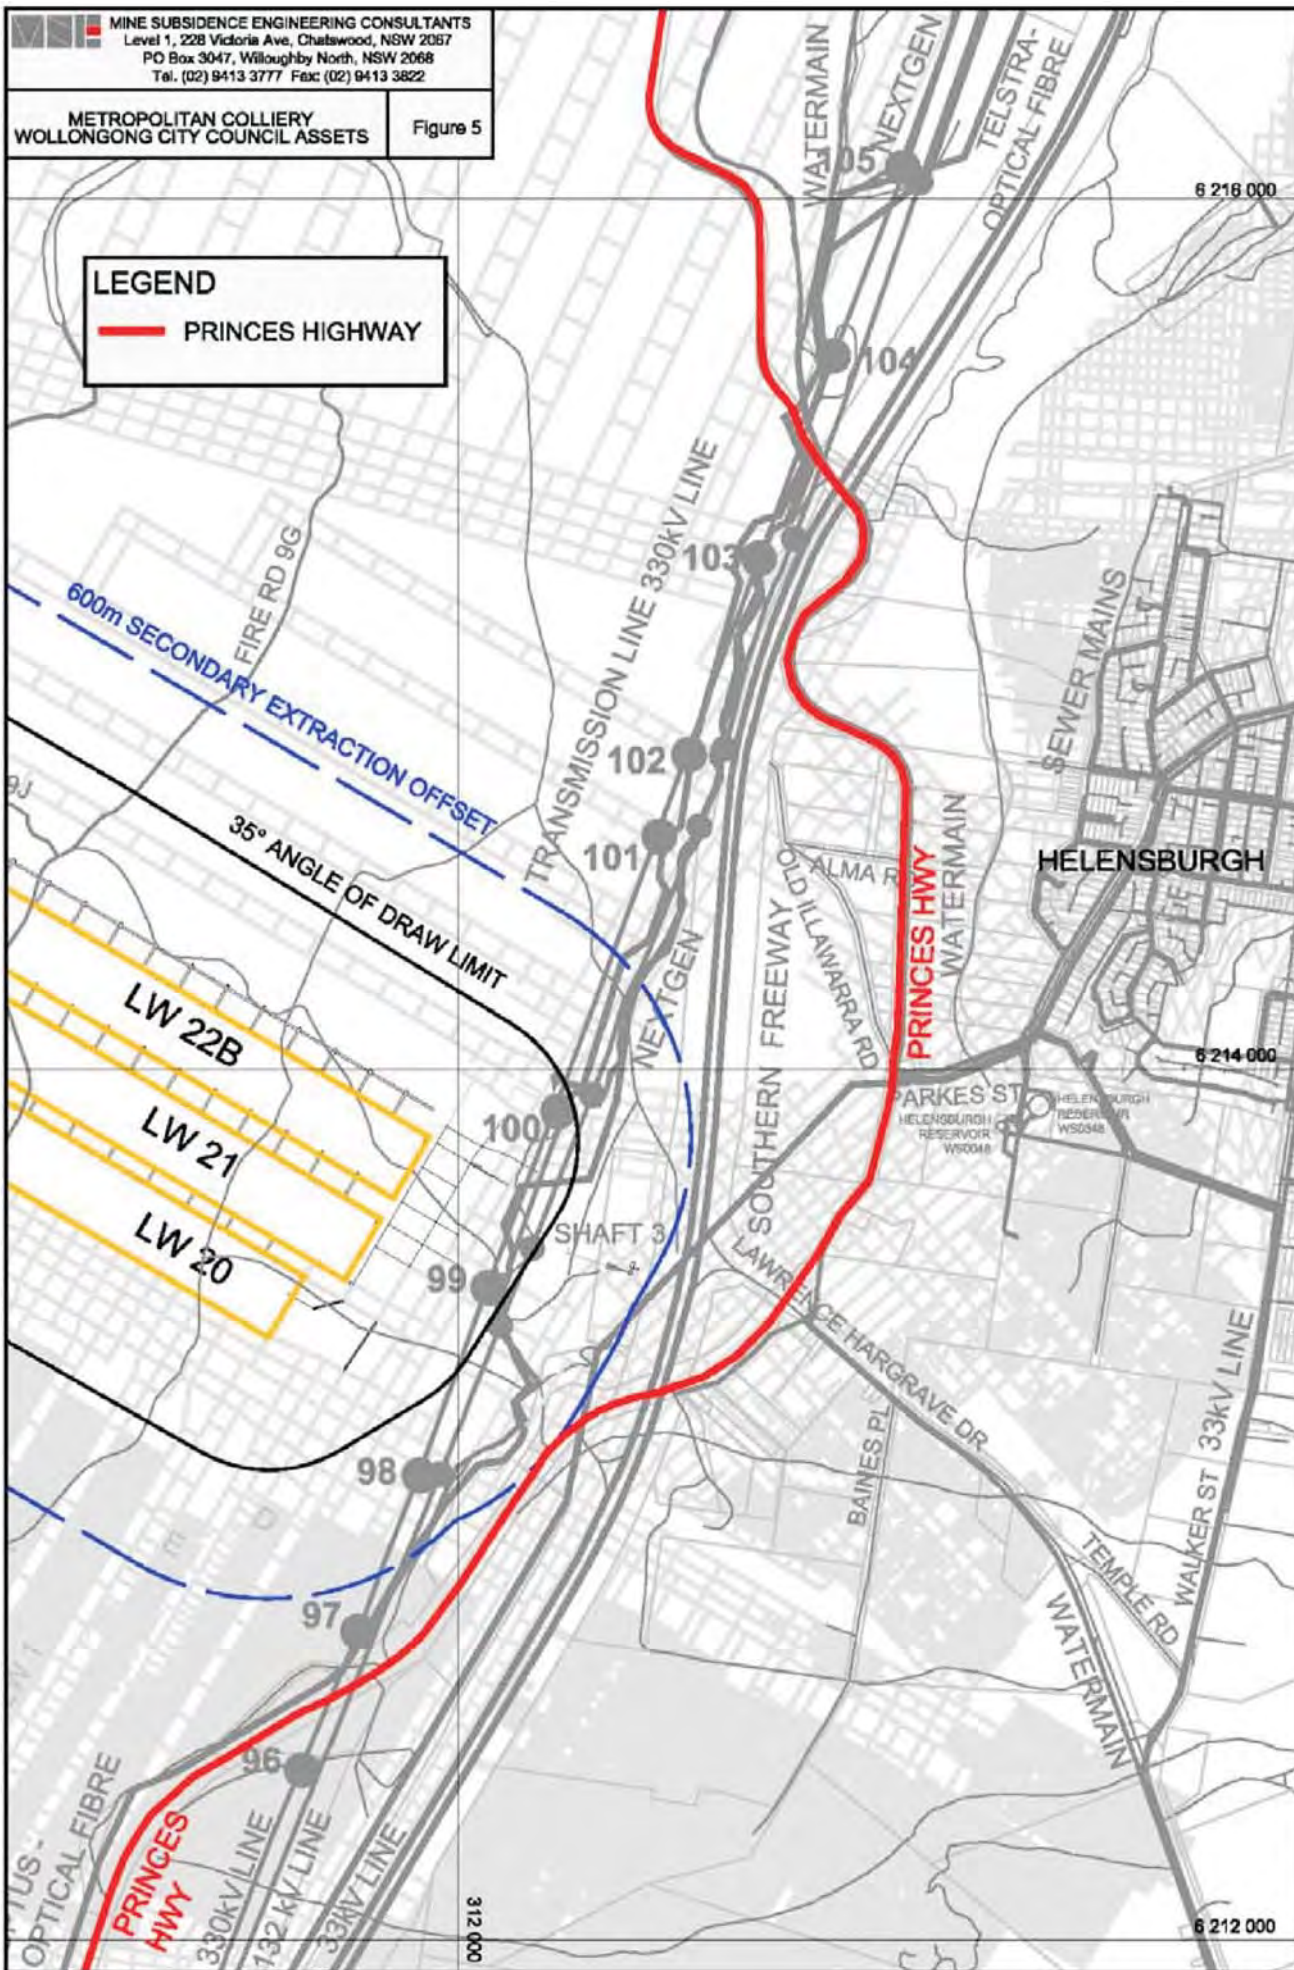 MINE SUBSIDENCE ENGINEERING CONSULTANTS
Level 1, 228 Victoria Ave, Chatswood, NSW 2067
PO Box 3047, Willoughby North, NSW 2068
Tel. (02) 9413 3777 Fax: (02) 9413 3822
METROPOLITAN COLLIERY
WOLLONGONG CITY COUNCIL ASSETS
Figure 5
WATERMAIN
NEXTGEN
TELSTRA-
OPTICAL FIBRE
105
6 216 000
LEGEND
PRINCES HIGHWAY
104
TRANSMISSION LINE 330kV LINE
103
FIRE RD 9G
600m SECONDARY EXTRACTION OFFSET
SEWER MAINS
102
9J
35° ANGLE OF DRAW LIMIT
101
OLD ILLAWARRA RD
ALMA R
PRINCES HWY
WATERMAIN
HELENSBURGH
NEXTGEN
SOUTHERN FREEWAY
LW 22B
6 214 000
100
PARKES ST
HELENSBURGH
RESERVOIR
WS0048
HELENSBURGH
RESERVOIR
WS0348
LW 21
SHAFT 3
LW 20
99
LAWRENCE HARGRAVE DR
WALKER ST 33kV LINE
98
BAINES PL
E D
TEMPLE RD
97
WATERMAIN
96
TUS -
OPTICAL FIBRE
PRINCES
HWY
330kV LINE
132 kV LINE
33kV LINE
312 000
6 212 000